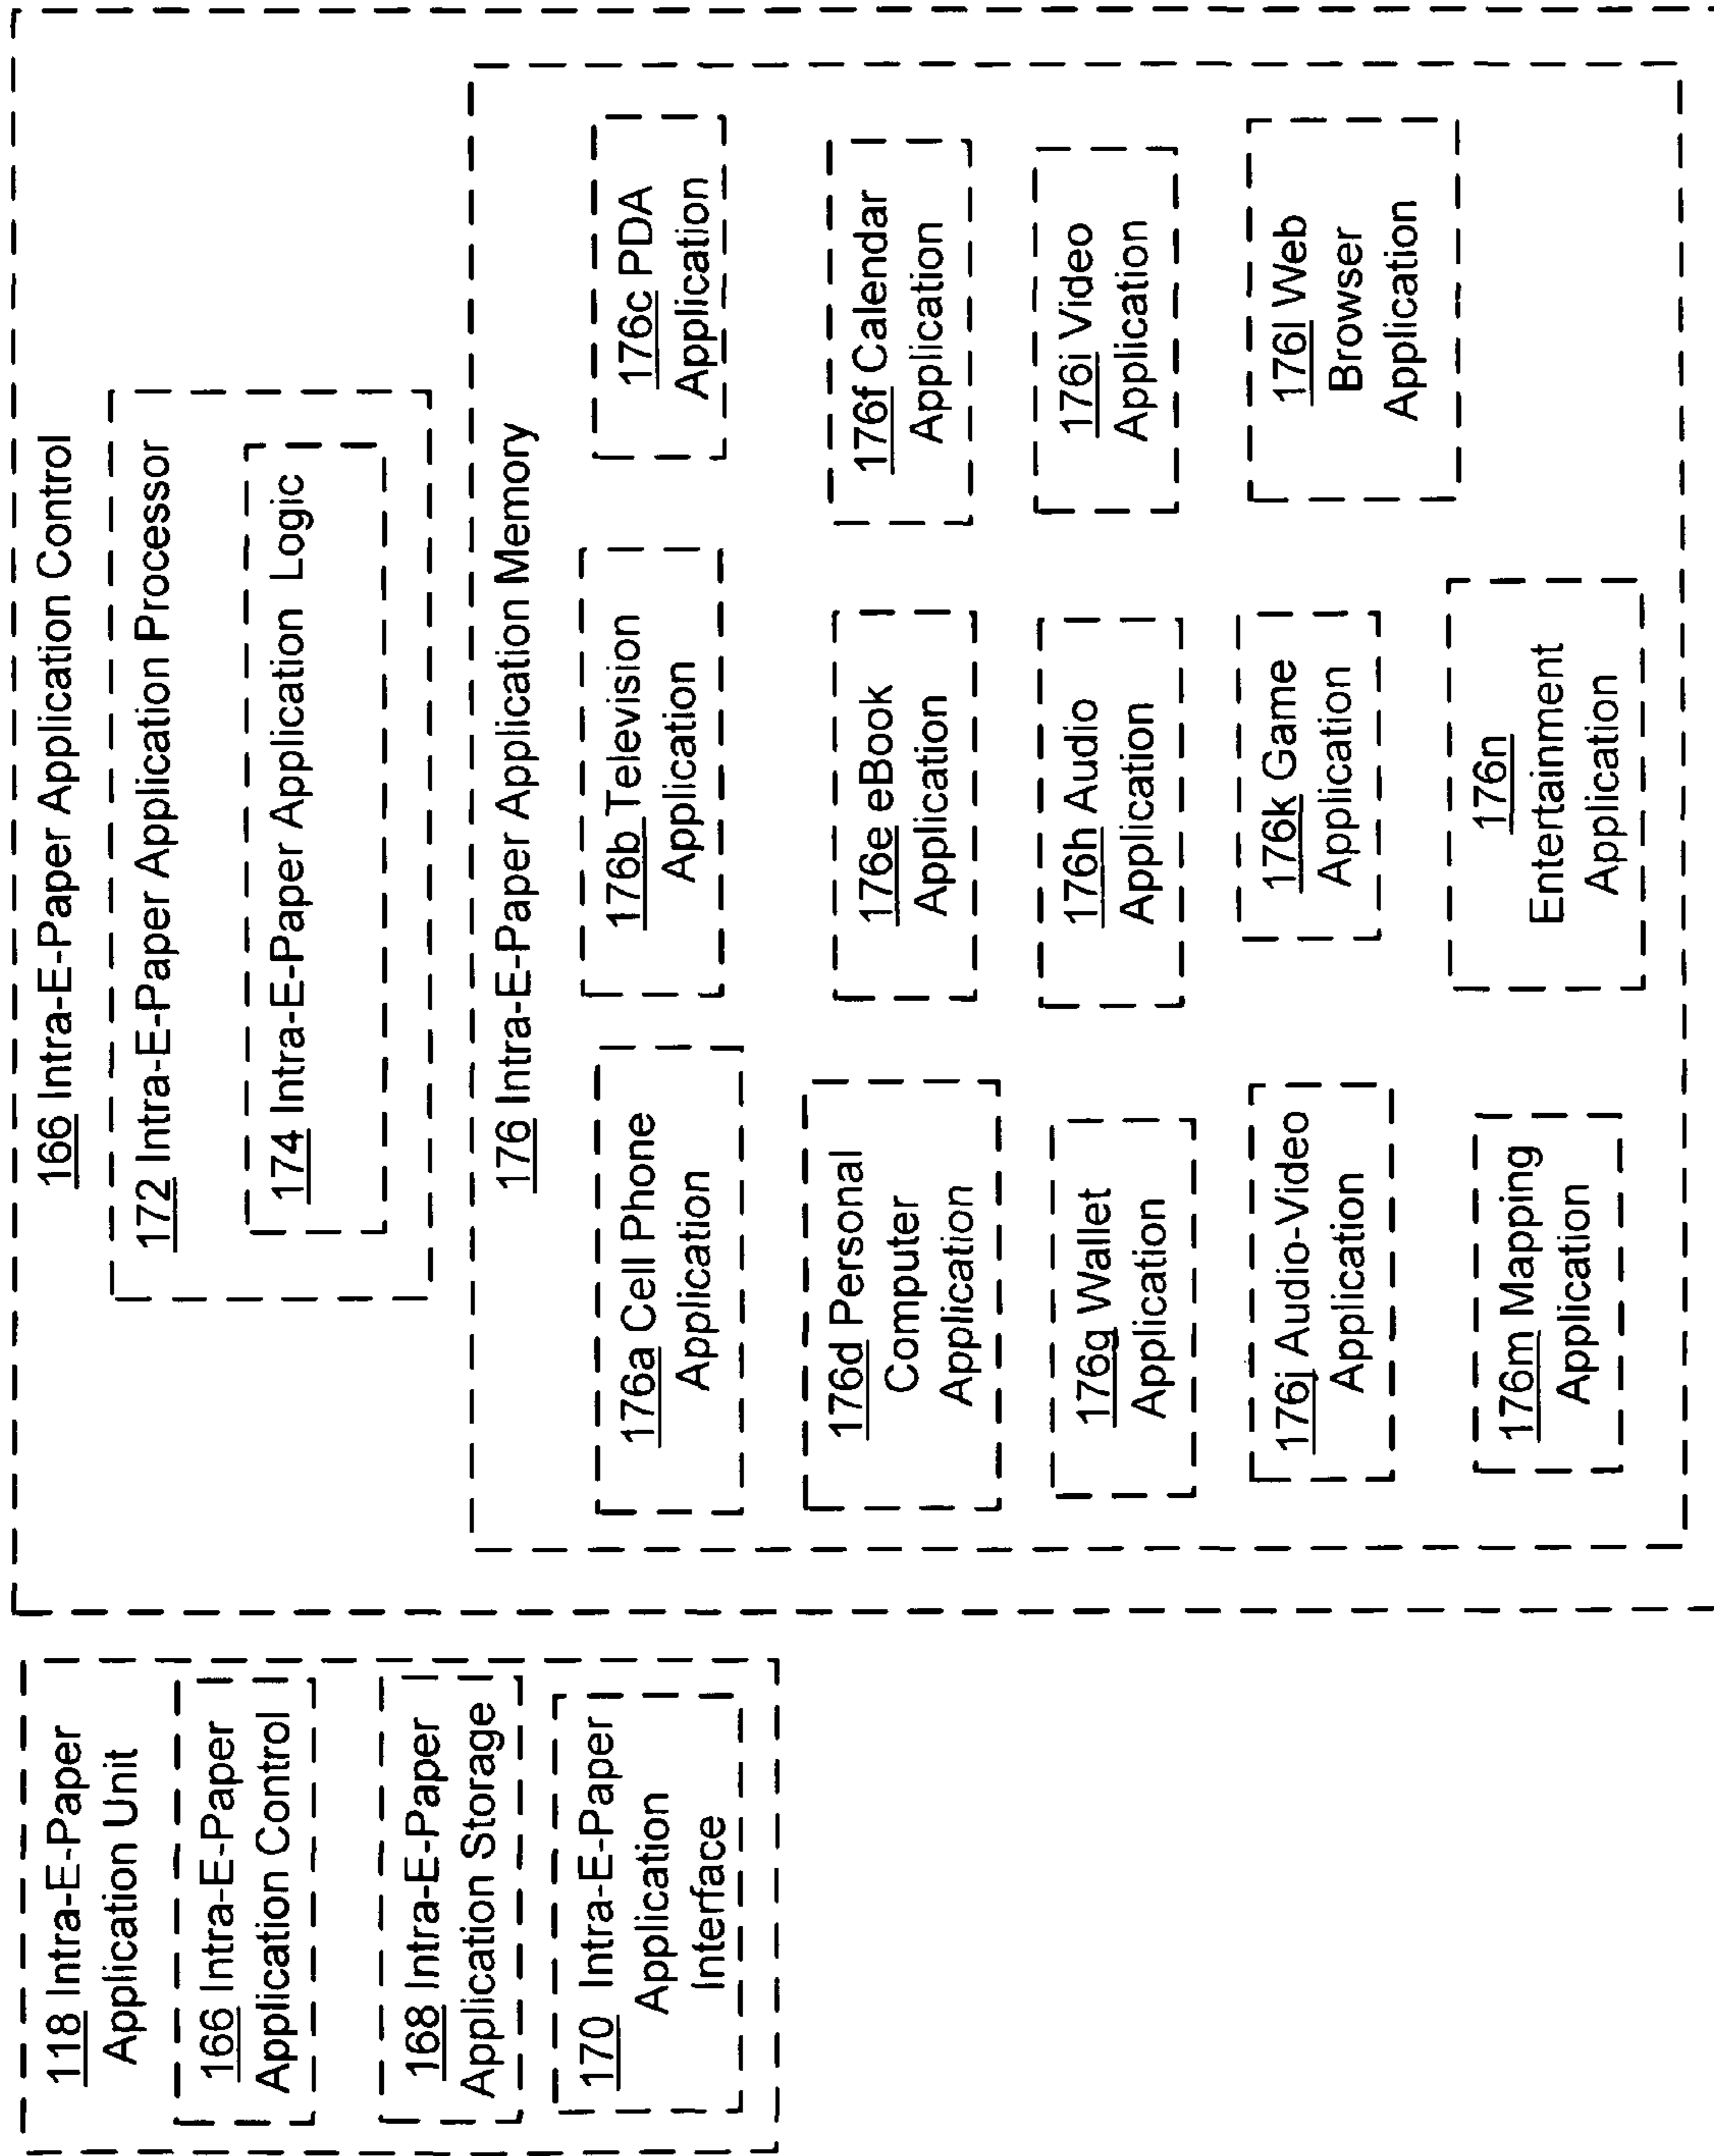 118 Intra-E-Paper
Application Unit
166 Intra-E-Paper
Application Control
168 Intra-E-Paper
Application Storage
170 Intra-E-Paper
Application
Interface
166 Intra-E-Paper Application Control
172 Intra-E-Paper Application Processor
174 Intra-E-Paper Application Logic
176 Intra-E-Paper Application Memory
176a Cell Phone
Application
176b Television
Application
176c PDA
Application
176d Personal
Computer
Application
176e eBook
Application
176f Calendar
Application
176g Wallet
Application
176h Audio
Application
176i Video
Application
176j Audio-Video
Application
176k Game
Application
176l Web
Browser
Application
176m Mapping
Application
176n
Entertainment
Application